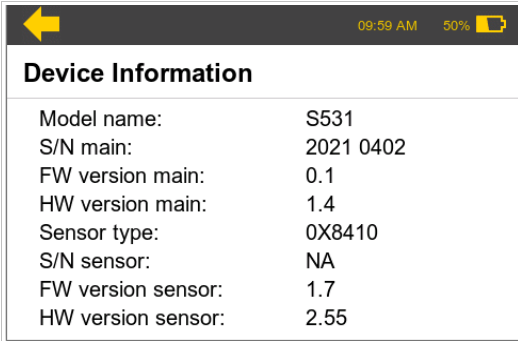 09:59 AM 50%
Device Information
Model name: S531
S/N main: 2021 0402
FW version main: 0.1
HW version main: 1.4
Sensor type: 0X8410
S/N sensor: NA
FW version sensor: 1.7
HW version sensor: 2.55